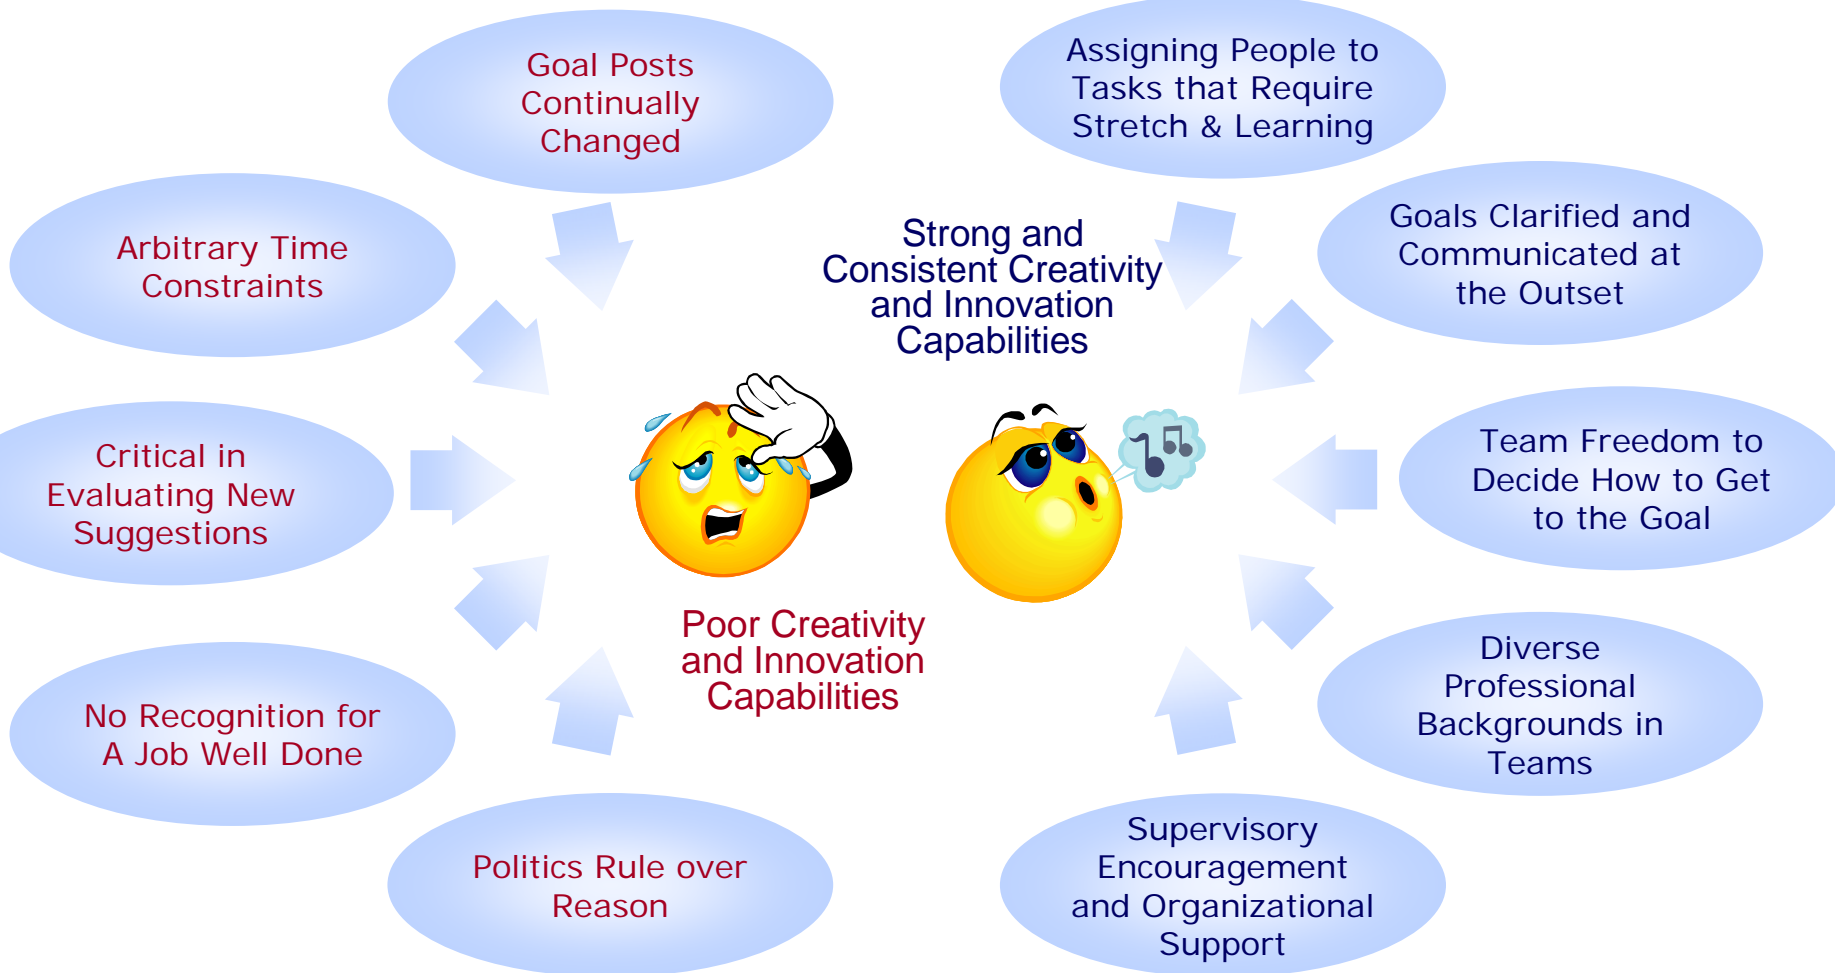 Goal Posts
Continually
Changed
Arbitrary Time
Constraints
Critical in
Evaluating New
Suggestions
No Recognition for
A Job Well Done
Politics Rule over
Reason
Poor Creativity
and Innovation
Capabilities
Strong and
Consistent Creativity
and Innovation
Capabilities
Assigning People to
Tasks that Require
Stretch & Learning
Goals Clarified and
Communicated at
the Outset
Team Freedom to
Decide How to Get
to the Goal
Diverse
Professional
Backgrounds in
Teams
Supervisory
Encouragement
and Organizational
Support